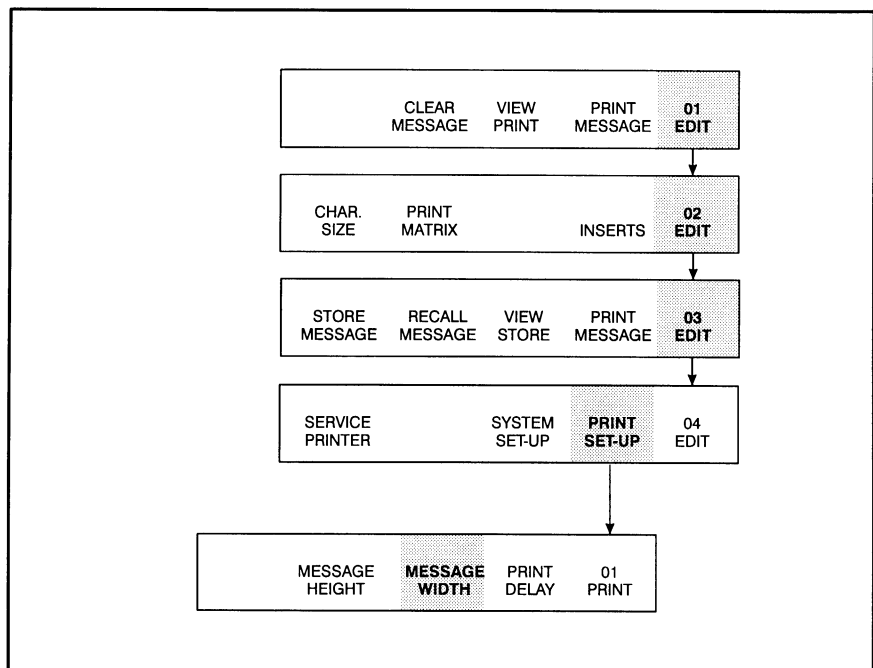 CLEAR VIEW PRINT 01
MESSAGE PRINT MESSAGE EDIT
CHAR. PRINT 02
SIZE MATRIX INSERTS EDIT
STORE RECALL VIEW PRINT 03
MESSAGE MESSAGE STORE MESSAGE EDIT
SERVICE SYSTEM PRINT 04
PRINTER SET-UP SET-UP EDIT
MESSAGE MESSAGE PRINT 01
HEIGHT WIDTH DELAY PRINT